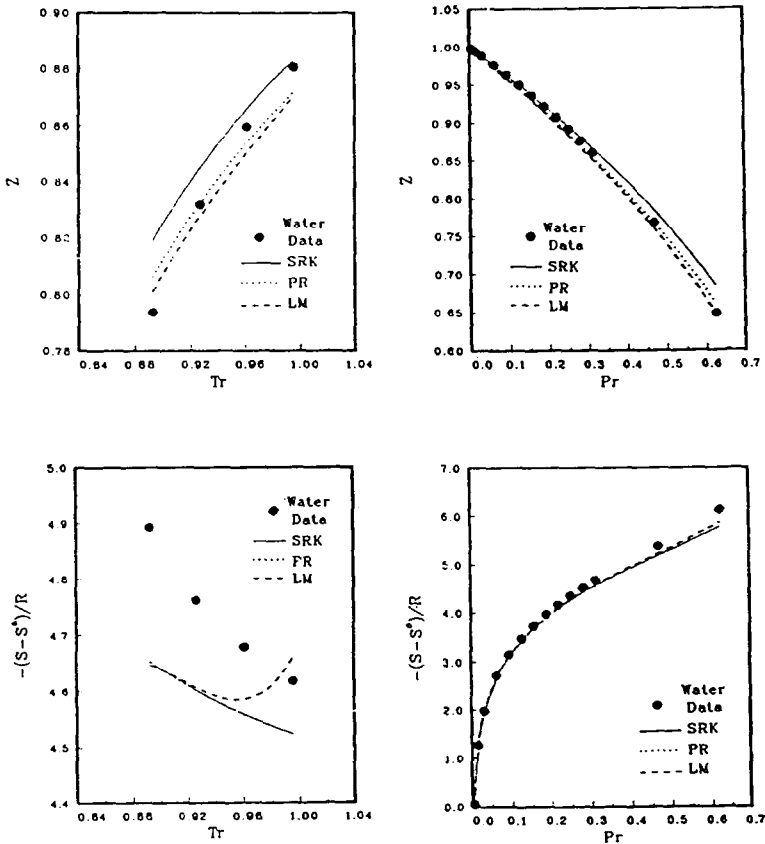 0.90
0.88
0.86
0.84
0.82
0.80
0.78
Z
0.84
0.88
0.92
0.96
1.00
1.04
Tr
Water
Data
SRK
PR
LM
1.05
1.00
0.95
0.90
0.85
0.80
0.75
0.70
0.65
0.60
Z
0.0
0.1
0.2
0.3
0.4
0.5
0.6
0.7
Pr
Water
Data
SRK
PR
LM
5.0
4.9
4.8
4.7
4.6
4.5
4.4
-(S-S*)/R
0.84
0.88
0.92
0.96
1.00
1.04
Tr
Water
Data
SRK
PR
LM
7.0
6.0
5.0
4.0
3.0
2.0
1.0
0.0
-(S-S*)/R
0.0
0.1
0.2
0.3
0.4
0.5
0.6
0.7
Pr
Water
Data
SRK
PR
LM